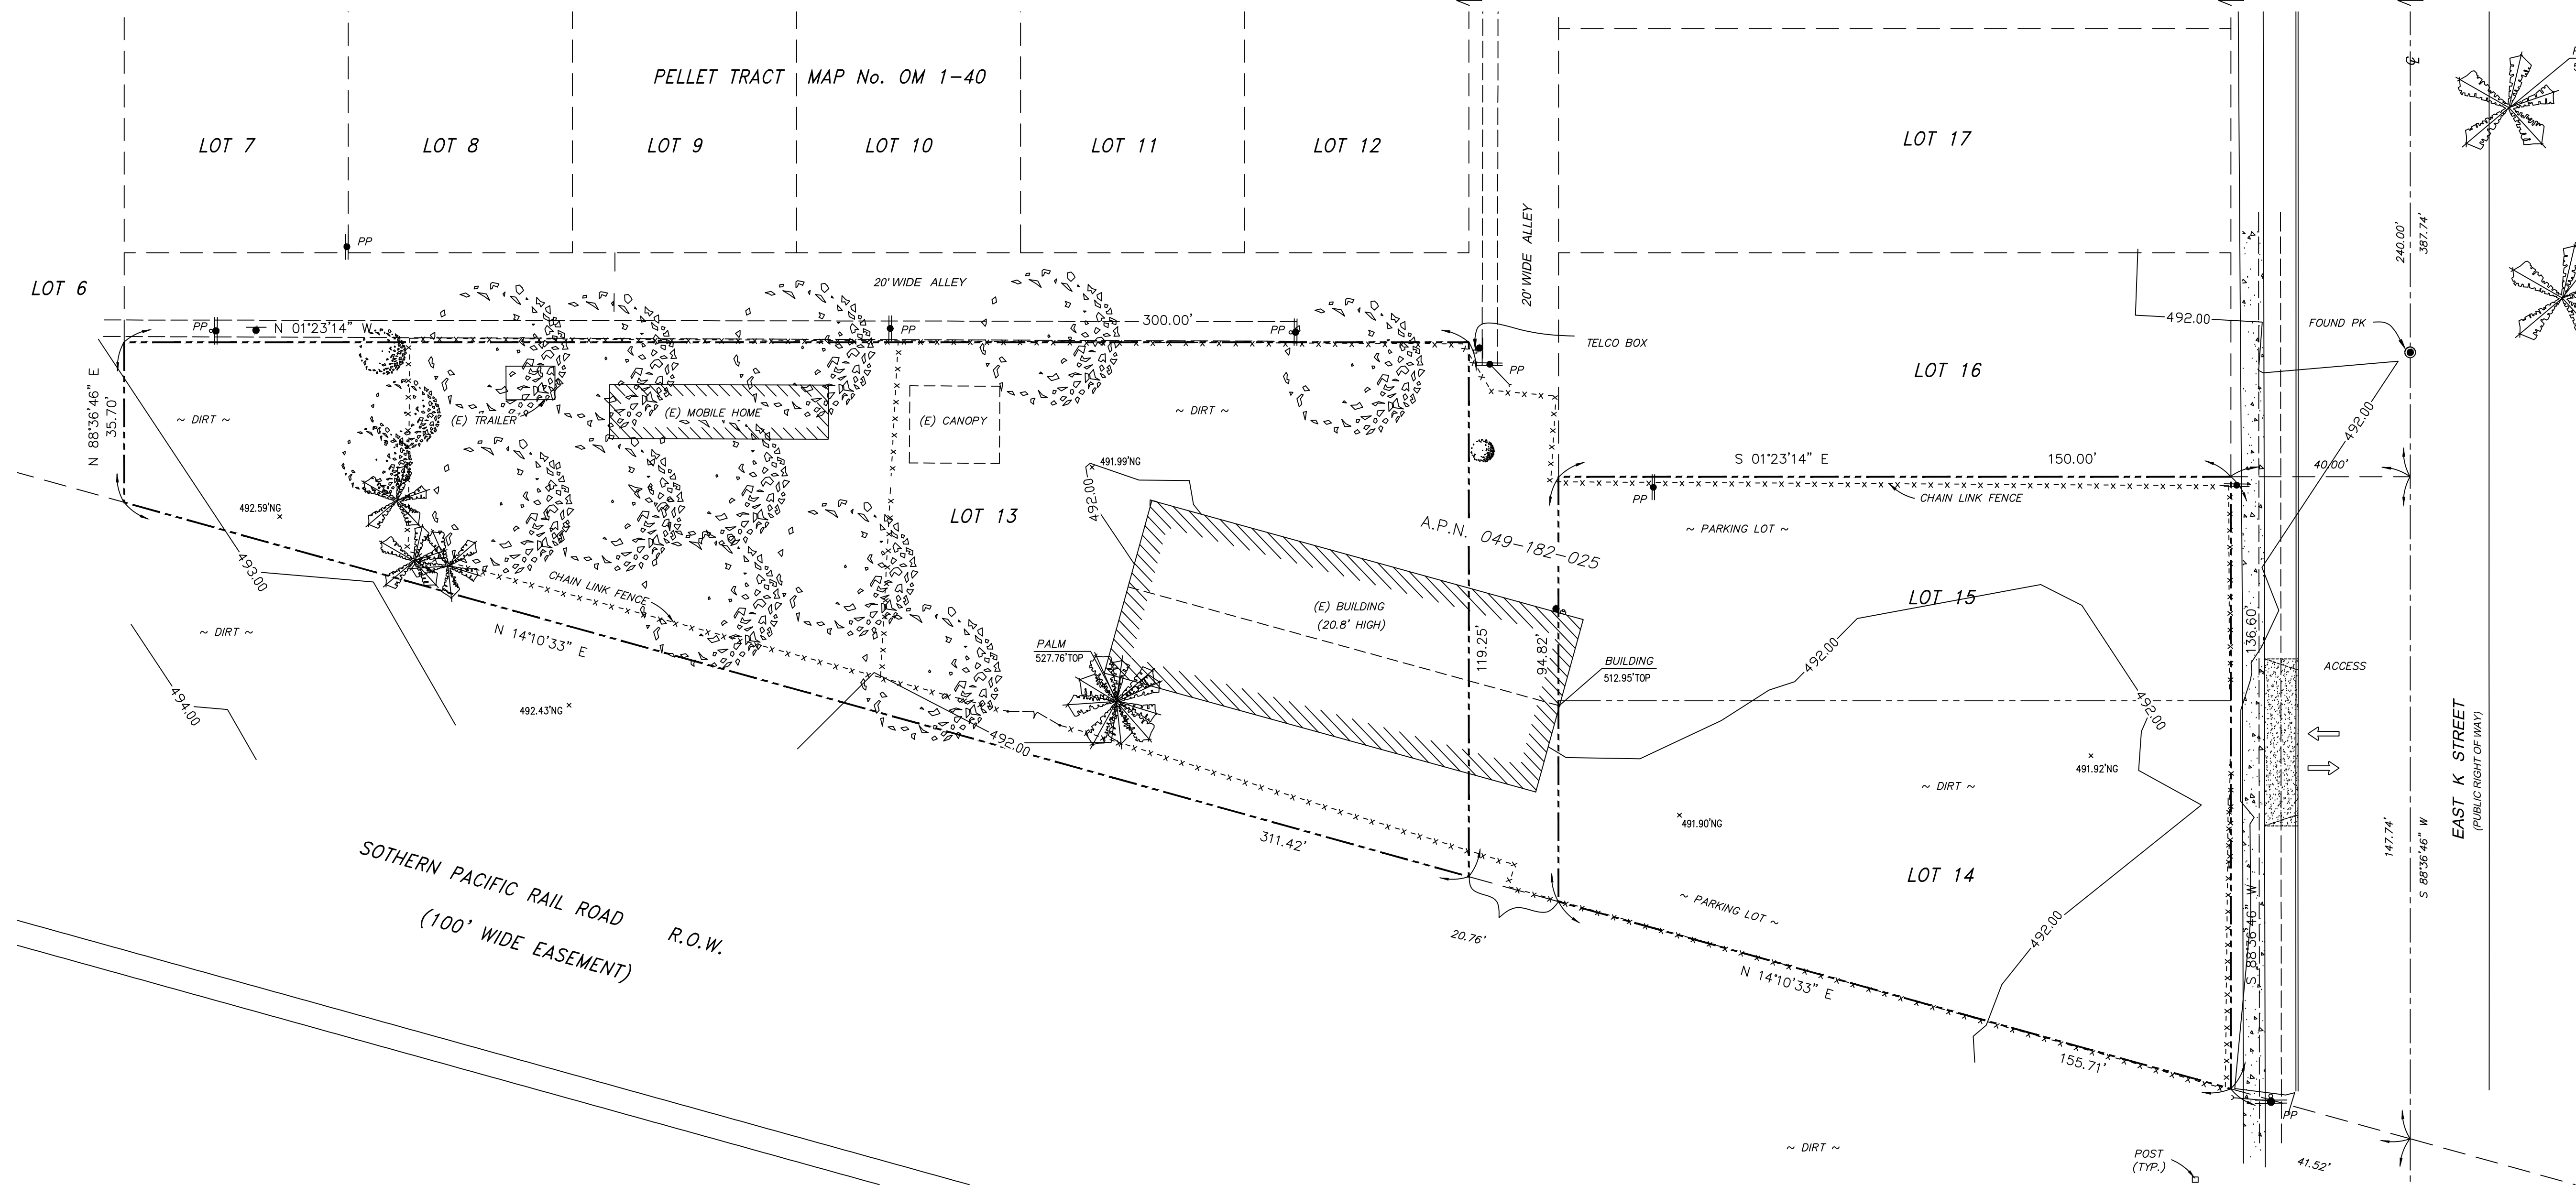 PELLET TRACT MAP No. OM 1-40
LOT 7
LOT 8
LOT 9
LOT 10
LOT 11
LOT 12
LOT 17
20' WIDE ALLEY
240.00'
387.74'
PP
LOT 6
20' WIDE ALLEY
PP
N 01°23'14" W
PP
300.00'
PP
TELCO BOX
PP
LOT 16
492.00
FOUND PK
N 88°36'46" E
35.70'
~ DIRT ~
(E) TRAILER
(E) MOBILE HOME
(E) CANOPY
~ DIRT ~
492.00
491.99'NG
492.00
S 01°23'14" E
150.00'
40.00'
PP
CHAIN LINK FENCE
492.59'NG
LOT 13
A.P.N. 049-182-025
~ PARKING LOT ~
493.00
CHAIN LINK FENCE
(E) BUILDING
(20.8' HIGH)
LOT 15
~ DIRT ~
N 14°10'33" E
PALM
527.76'TOP
119.25'
94.82'
BUILDING
512.95'TOP
492.00
136.60'
ACCESS
494.00
492.43'NG
492.00
492.00
491.92'NG
EAST K STREET
(PUBLIC RIGHT OF WAY)
~ DIRT ~
491.90'NG
311.42'
147.74'
S 88°36'46" W
SOTHERN PACIFIC RAIL ROAD R.O.W.
(100' WIDE EASEMENT)
LOT 14
~ PARKING LOT ~
492.00
S 88°36'46" W
20.76'
N 14°10'33" E
155.71'
PP
~ DIRT ~
POST
(TYP.)
41.52'